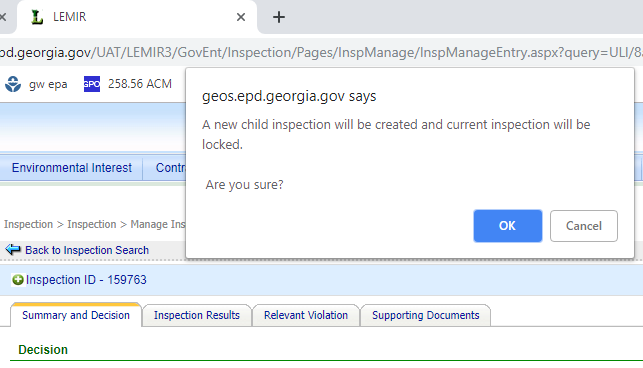 LEMIR
pd.georgia.gov/UAT/LEMIR3/GovEnt/Inspection/Pages/InspManage/InspManageEntry.aspx?query=ULI/8
gw epa
GPO
258.56 ACM
geos.epd.georgia.gov says
A new child inspection will be created and current inspection will be
locked.
Are you sure?
OK
Cancel
Environmental Interest
Contr
Inspection > Inspection > Manage Ins
Back to Inspection Search
Inspection ID - 159763
Summary and Decision
Inspection Results
Relevant Violation
Supporting Documents
Decision